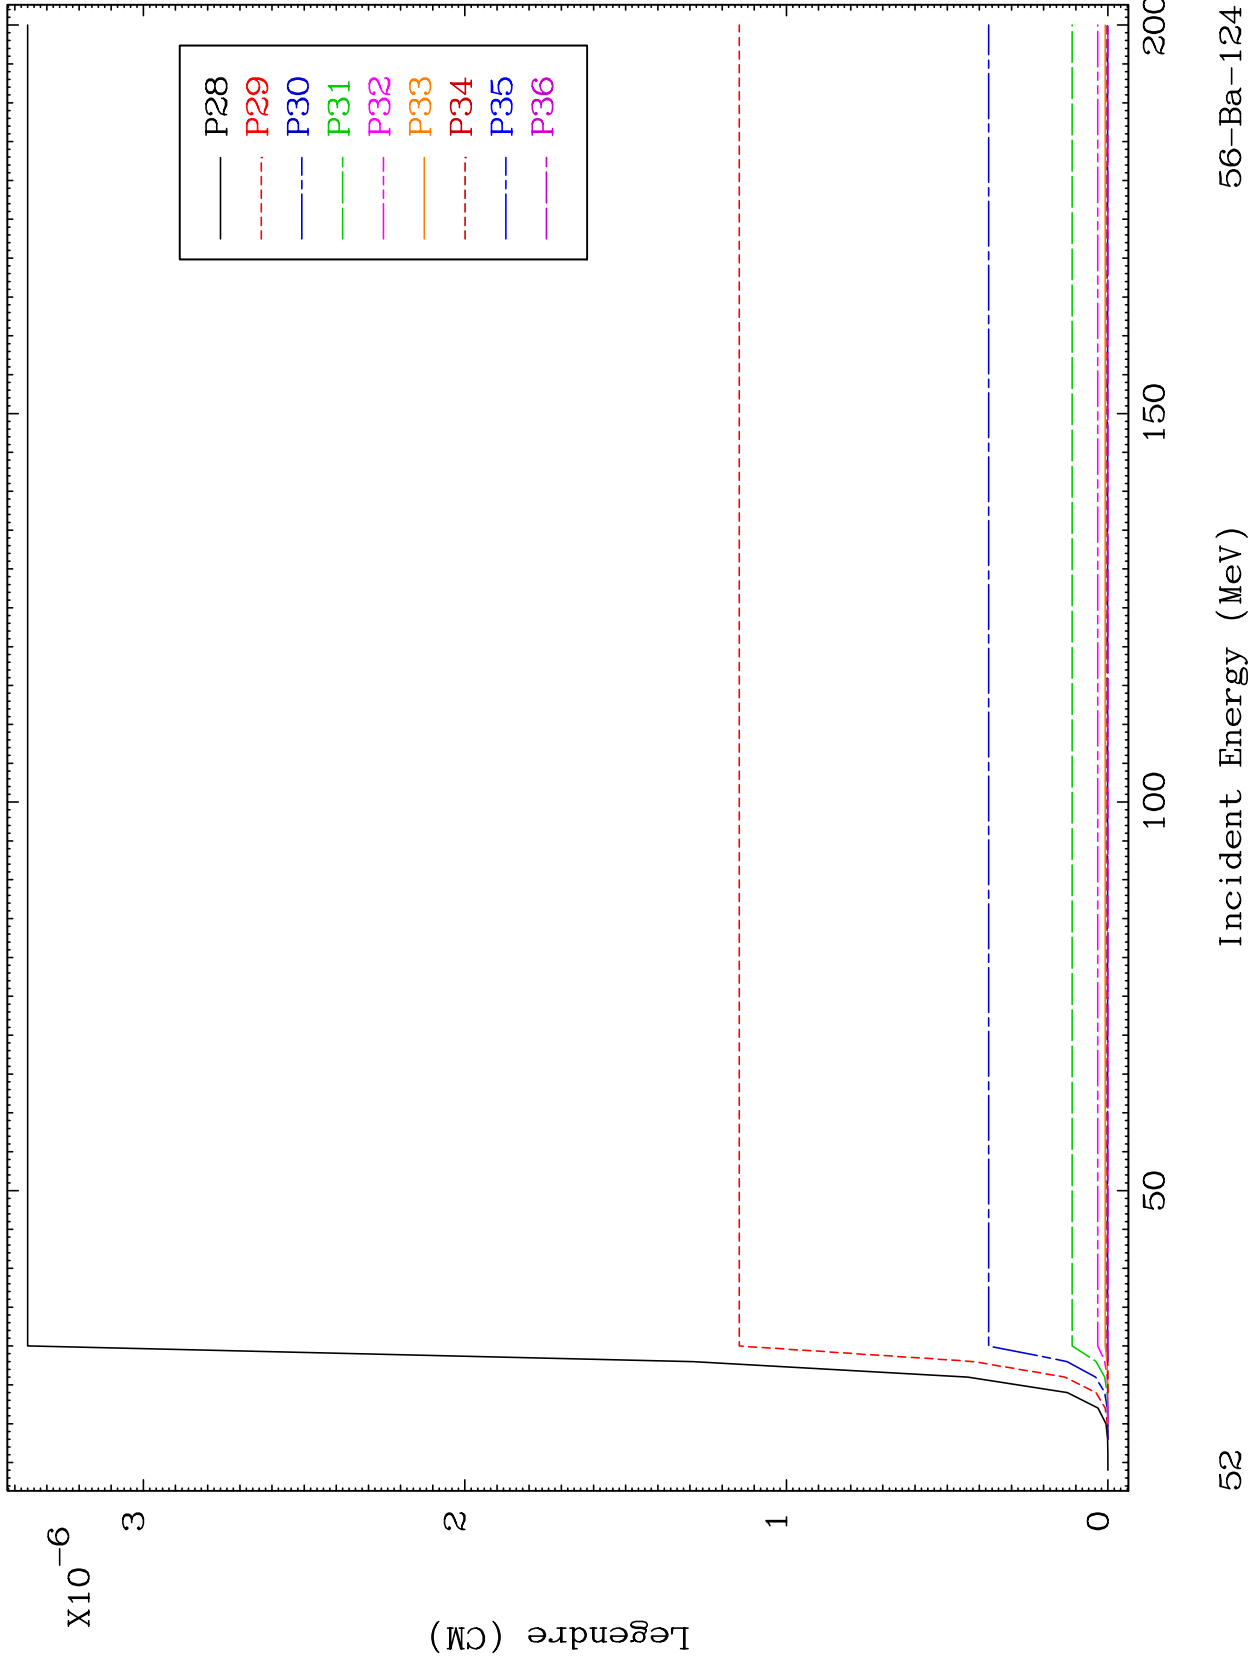 X10-6
3
2
1
0
Legendre (CM)
P28
P29
P30
P31
P32
P33
P34
P35
P36
50
100
150
200
Incident Energy (MeV)
52
56-Ba-124